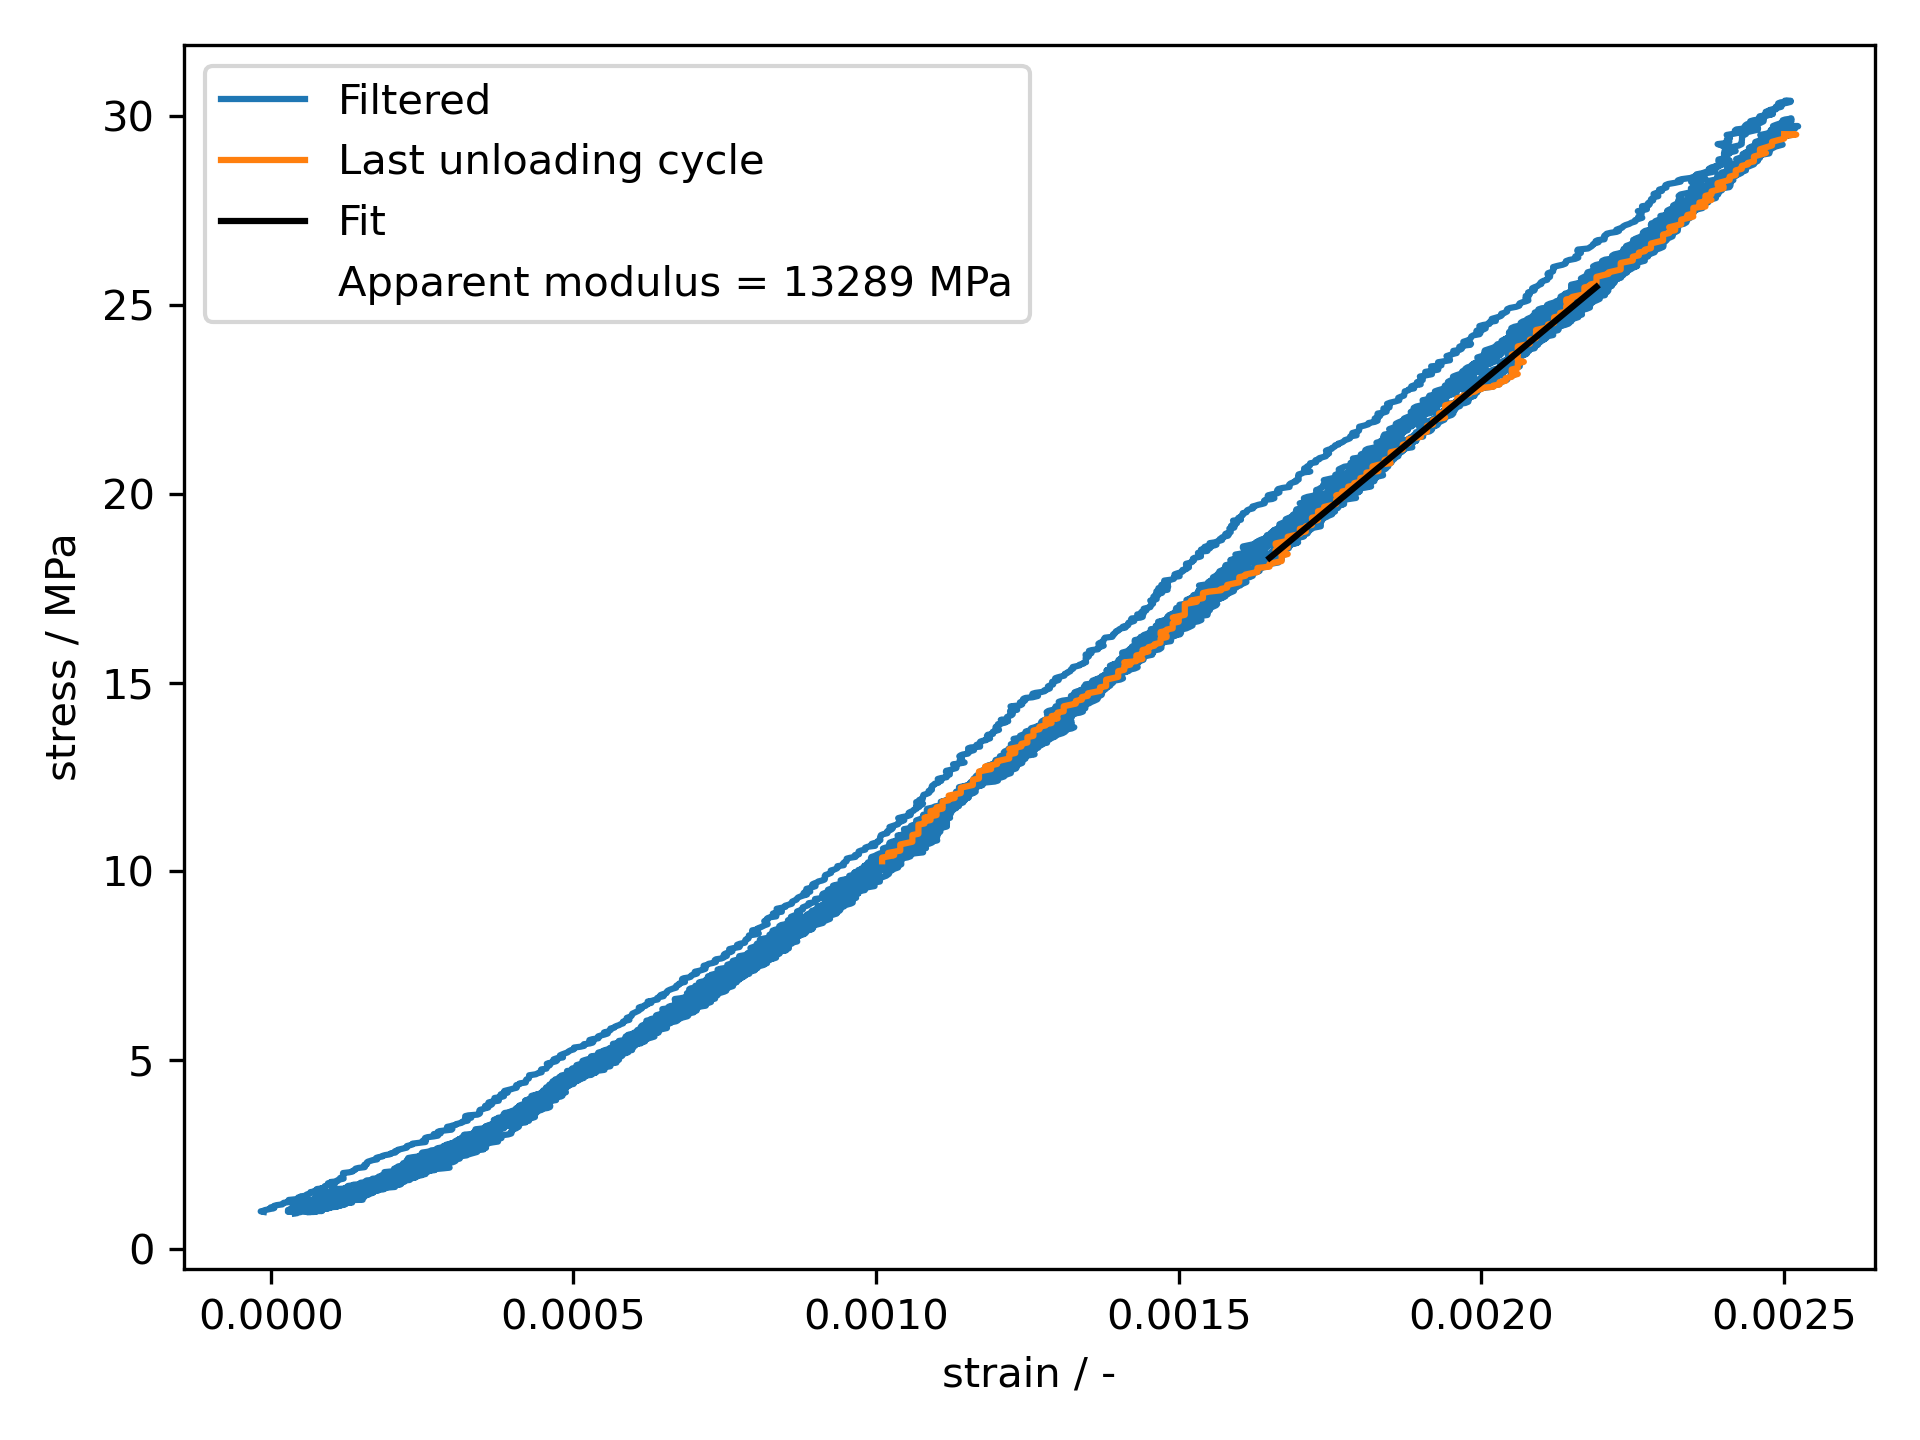 Filtered
Last unloading cycle
Fit
Apparent modulus = 13289 MPa
30
25
20
15
10
5
0
stress / MPa
0.0000 0.0005 0.0010 0.0015 0.0020 0.0025
strain / -